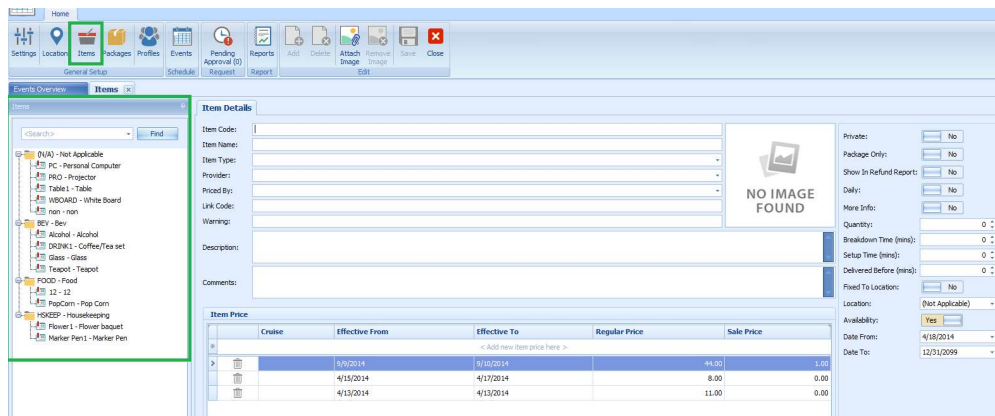 Home
Settings Location Items Packages Profiles Events Pending Approval (0) Reports Add Delete Attach Image Remove Image Save Close
General Setup Schedule Request Report Edit
Events Overview Items x
Items
<Search> Find
(N/A) - Not Applicable
PC - Personal Computer
PRO - Projector
Table1 - Table
WBOARD - White Board
non - non
BEV - Bev
Alcohol - Alcohol
DRINK1 - Coffee/Tea set
Glass - Glass
Teapot - Teapot
FOOD - Food
12 - 12
PopCorn - Pop Corn
HSKEEP - Housekeeping
Flower1 - Flower baquet
Marker Pen1 - Marker Pen
Item Details
Item Code:
Item Name:
Item Type:
Provider:
Priced By:
Link Code:
Warning:
Description:
Comments:
NO IMAGE
FOUND
Private: No
Package Only: No
Show In Refund Report: No
Daily: No
More Info: No
Quantity: 0
Breakdown Time (mins): 0
Setup Time (mins): 0
Delivered Before (mins): 0
Fixed To Location: No
Location: (Not Applicable)
Availability: Yes
Date From: 4/18/2014
Date To: 12/31/2099
Item Price
Cruise Effective From Effective To Regular Price Sale Price
< Add new item price here >
9/9/2014 9/10/2014 44.00 1.00
4/15/2014 4/17/2014 8.00 0.00
4/13/2014 4/13/2014 11.00 0.00